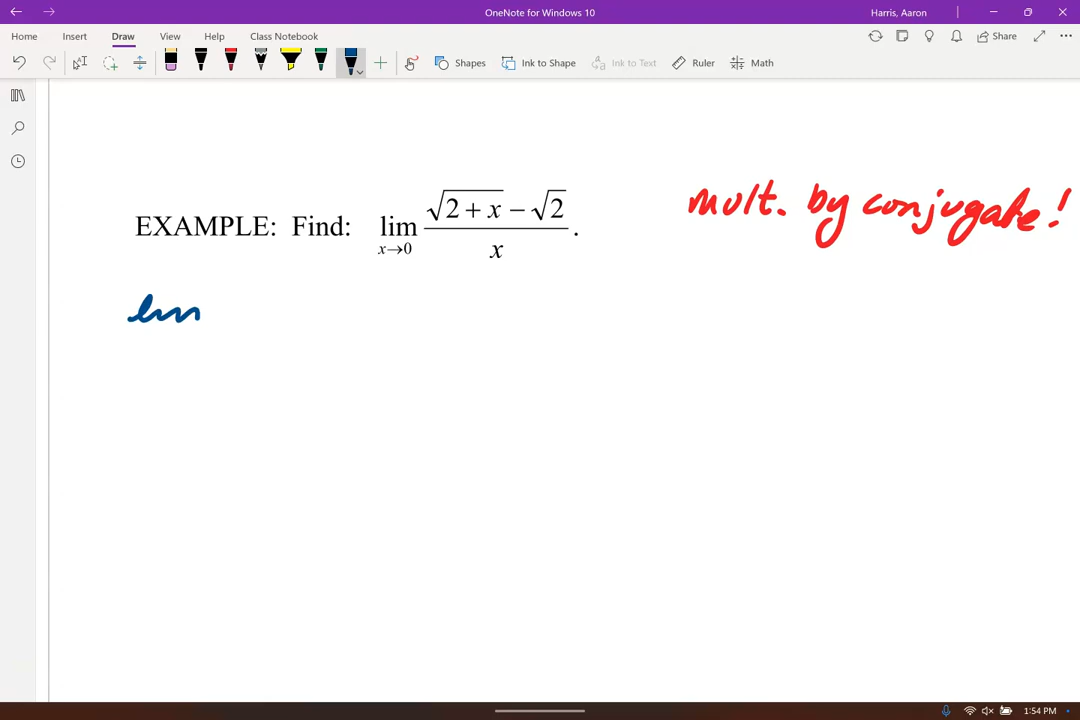 OneNote for Windows 10
Harris, Aaron
Home Insert Draw View Help Class Notebook Share
Shapes Ink to Shape Ink to Text Ruler Math
mult. by conjugate!
EXAMPLE: Find: lim x→0 (√(2 + x) − √2) / x .
lim
1:54 PM